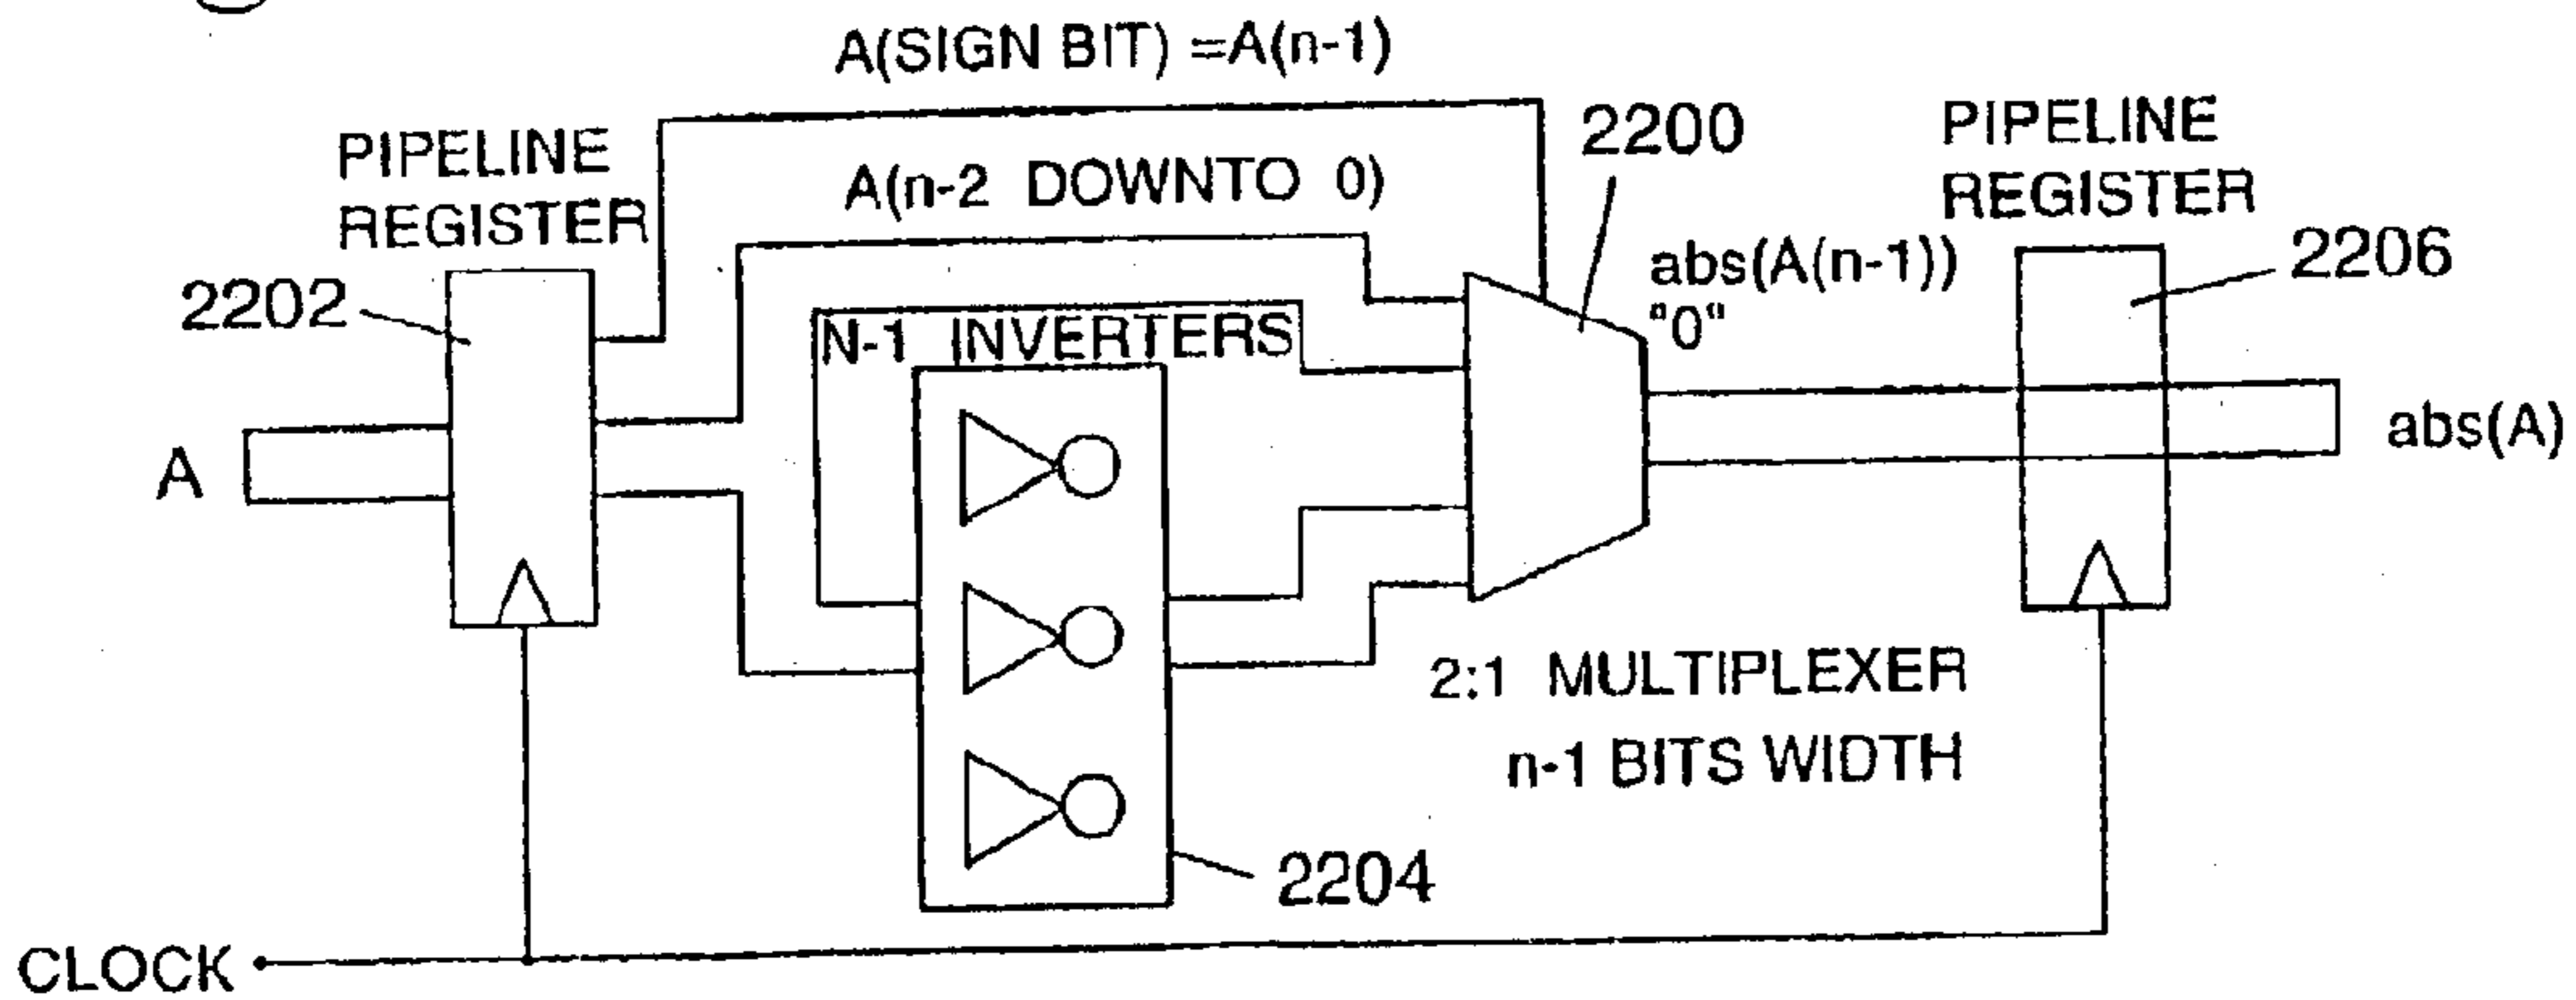 A(SIGN BIT) =A(n-1)
PIPELINE
REGISTER
2202
A(n-2 DOWNTO 0)
2200
PIPELINE
REGISTER
2206
abs(A(n-1))
"0"
N-1 INVERTERS
A
abs(A)
2:1 MULTIPLEXER
n-1 BITS WIDTH
2204
CLOCK